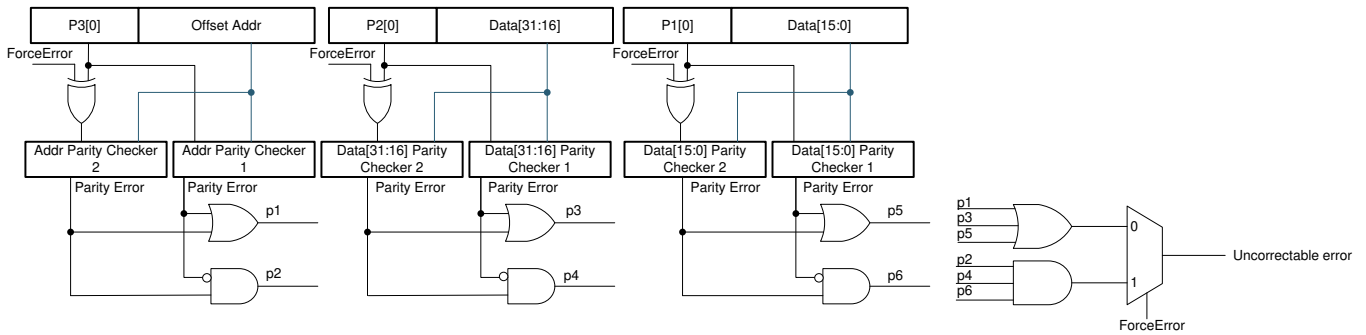 P3[0] Offset Addr P2[0] Data[31:16] P1[0] Data[15:0]
ForceError ForceError ForceError
Addr Parity Checker
2
Addr Parity Checker
1
Data[31:16] Parity
Checker 2
Data[31:16] Parity
Checker 1
Data[15:0] Parity
Checker 2
Data[15:0] Parity
Checker 1
Parity Error Parity Error Parity Error Parity Error Parity Error Parity Error
p1 p3 p5
p2 p4 p6
p1
p3
p5
p2
p4
p6
0
1
Uncorrectable error
ForceError